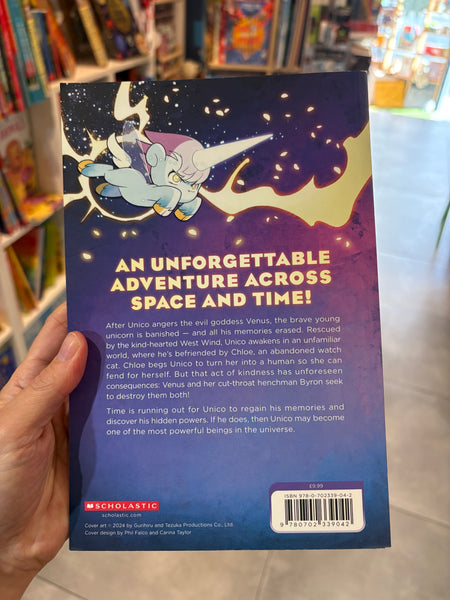 AN UNFORGETTABLE
ADVENTURE ACROSS
SPACE AND TIME!
After Unico angers the evil goddess Venus, the brave young
unicorn is banished — and all his memories erased. Rescued
by the kind-hearted West Wind, Unico awakens in an unfamiliar
world, where he's befriended by Chloe, an abandoned watch
cat. Chloe begs Unico to turn her into a human so she can
fend for herself. But that act of kindness has unforeseen
consequences: Venus and her cut-throat henchman Byron seek
to destroy them both!
Time is running out for Unico to regain his memories and
discover his hidden powers. If he does, then Unico may become
one of the most powerful beings in the universe.
SCHOLASTIC
scholastic.com
Cover art © 2024 by Gurihiru and Tezuka Productions Co., Ltd.
Cover design by Phil Falco and Carina Taylor
£9.99
ISBN 978-0-702339-04-2
9 780702 339042